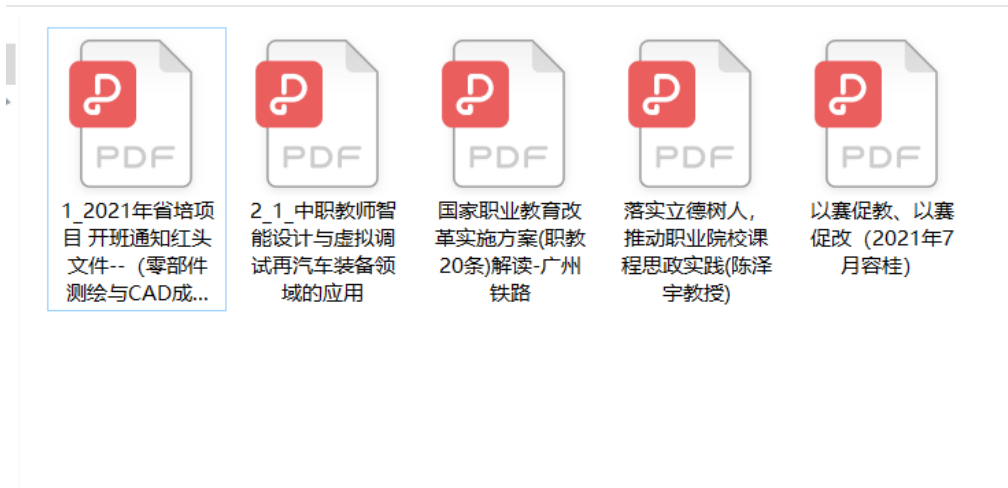 PDF
PDF
PDF
PDF
PDF
1_2021年省培项
目 开班通知红头
文件--（零部件
测绘与CAD成...
2_1_中职教师智
能设计与虚拟调
试再汽车装备领
域的应用
国家职业教育改
革实施方案(职教
20条)解读-广州
铁路
落实立德树人，
推动职业院校课
程思政实践(陈泽
宇教授)
以赛促教、以赛
促改（2021年7
月容桂）